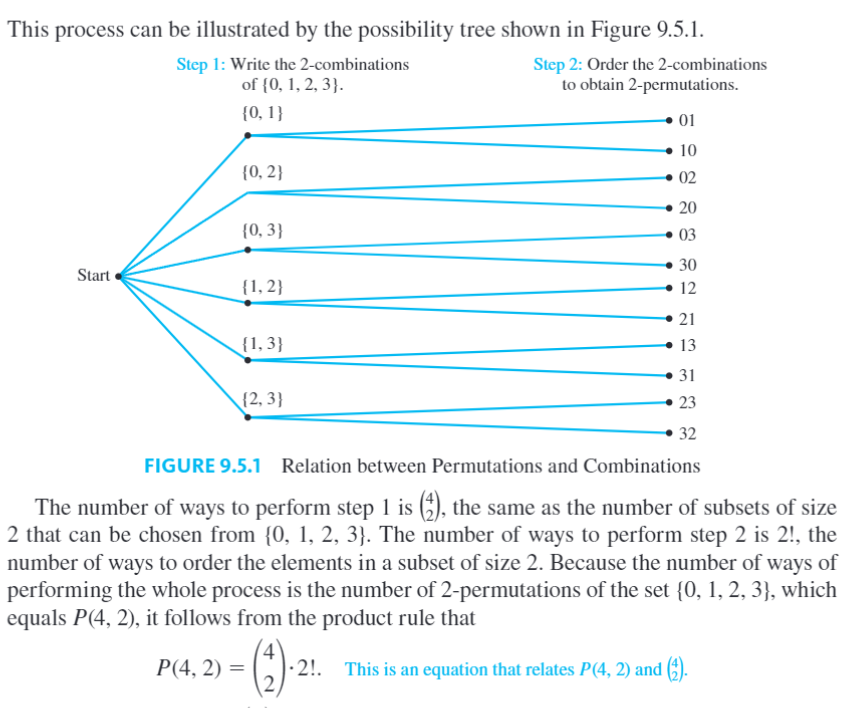 This process can be illustrated by the possibility tree shown in Figure 9.5.1.
Step 1: Write the 2-combinations
of {0, 1, 2, 3}.
Step 2: Order the 2-combinations
to obtain 2-permutations.
{0, 1}
01
10
{0, 2}
02
20
{0, 3}
03
30
Start
{1, 2}
12
21
{1, 3}
13
31
{2, 3}
23
32
FIGURE 9.5.1 Relation between Permutations and Combinations
The number of ways to perform step 1 is (4 2), the same as the number of subsets of size
2 that can be chosen from {0, 1, 2, 3}. The number of ways to perform step 2 is 2!, the
number of ways to order the elements in a subset of size 2. Because the number of ways of
performing the whole process is the number of 2-permutations of the set {0, 1, 2, 3}, which
equals P(4, 2), it follows from the product rule that
P(4, 2) = (4 2) · 2!. This is an equation that relates P(4, 2) and (4 2).